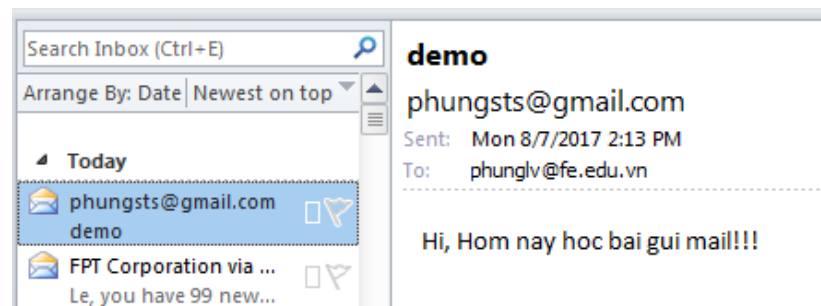 Search Inbox (Ctrl+E)
Arrange By: Date Newest on top
Today
phungsts@gmail.com
demo
FPT Corporation via ...
Le, you have 99 new...
demo
phungsts@gmail.com
Sent: Mon 8/7/2017 2:13 PM
To: phunglv@fe.edu.vn
Hi, Hom nay hoc bai gui mail!!!